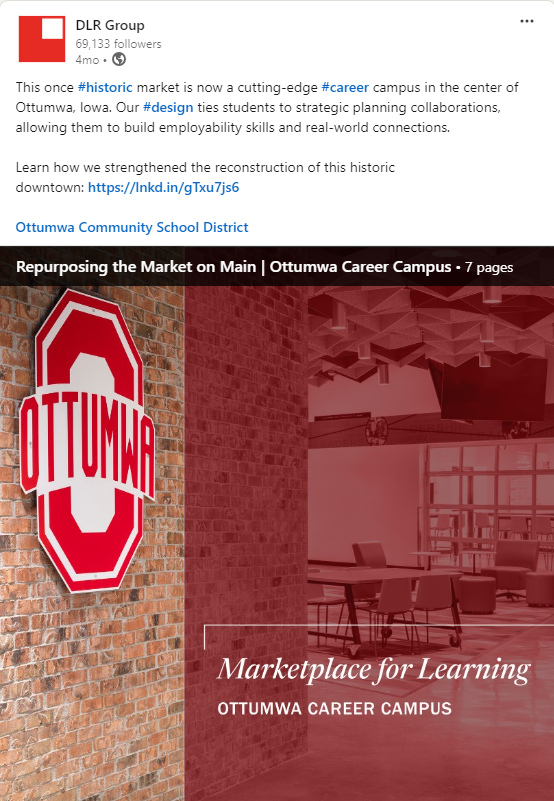 DLR Group
69,133 followers
4mo •
This once #historic market is now a cutting-edge #career campus in the center of
Ottumwa, Iowa. Our #design ties students to strategic planning collaborations,
allowing them to build employability skills and real-world connections.
Learn how we strengthened the reconstruction of this historic
downtown: https://lnkd.in/gTxu7js6
Ottumwa Community School District
Repurposing the Market on Main | Ottumwa Career Campus • 7 pages
OTTUMWA
Marketplace for Learning
OTTUMWA CAREER CAMPUS